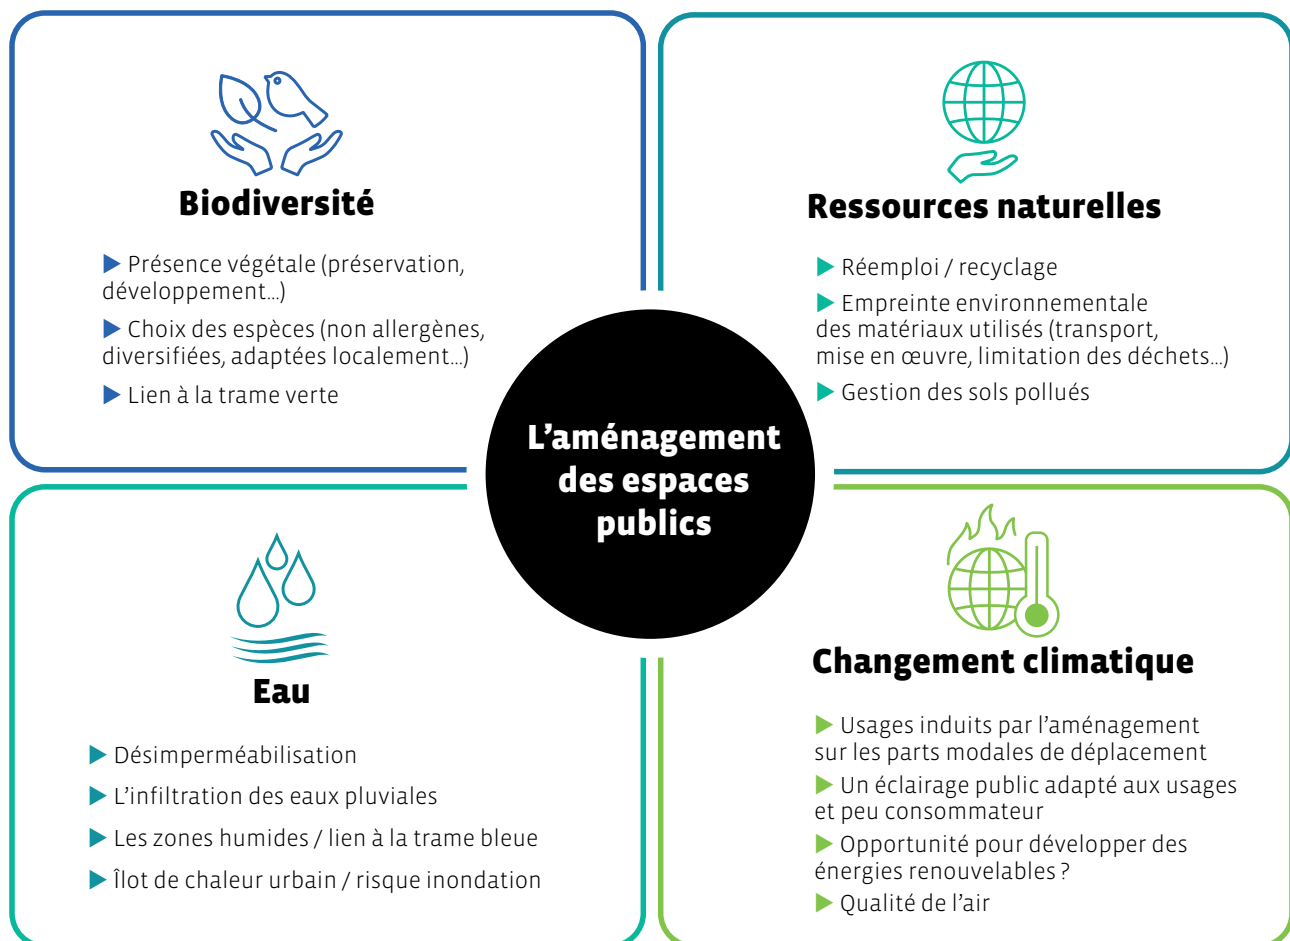 Biodiversité
▶ Présence végétale (préservation,
développement...)
▶ Choix des espèces (non allergènes,
diversifiées, adaptées localement...)
▶ Lien à la trame verte
Ressources naturelles
▶ Réemploi / recyclage
▶ Empreinte environnementale
des matériaux utilisés (transport,
mise en œuvre, limitation des déchets...)
▶ Gestion des sols pollués
L’aménagement
des espaces
publics
Eau
▶ Désimperméabilisation
▶ L’infiltration des eaux pluviales
▶ Les zones humides / lien à la trame bleue
▶ Îlot de chaleur urbain / risque inondation
Changement climatique
▶ Usages induits par l’aménagement
sur les parts modales de déplacement
▶ Un éclairage public adapté aux usages
et peu consommateur
▶ Opportunité pour développer des
énergies renouvelables ?
▶ Qualité de l’air